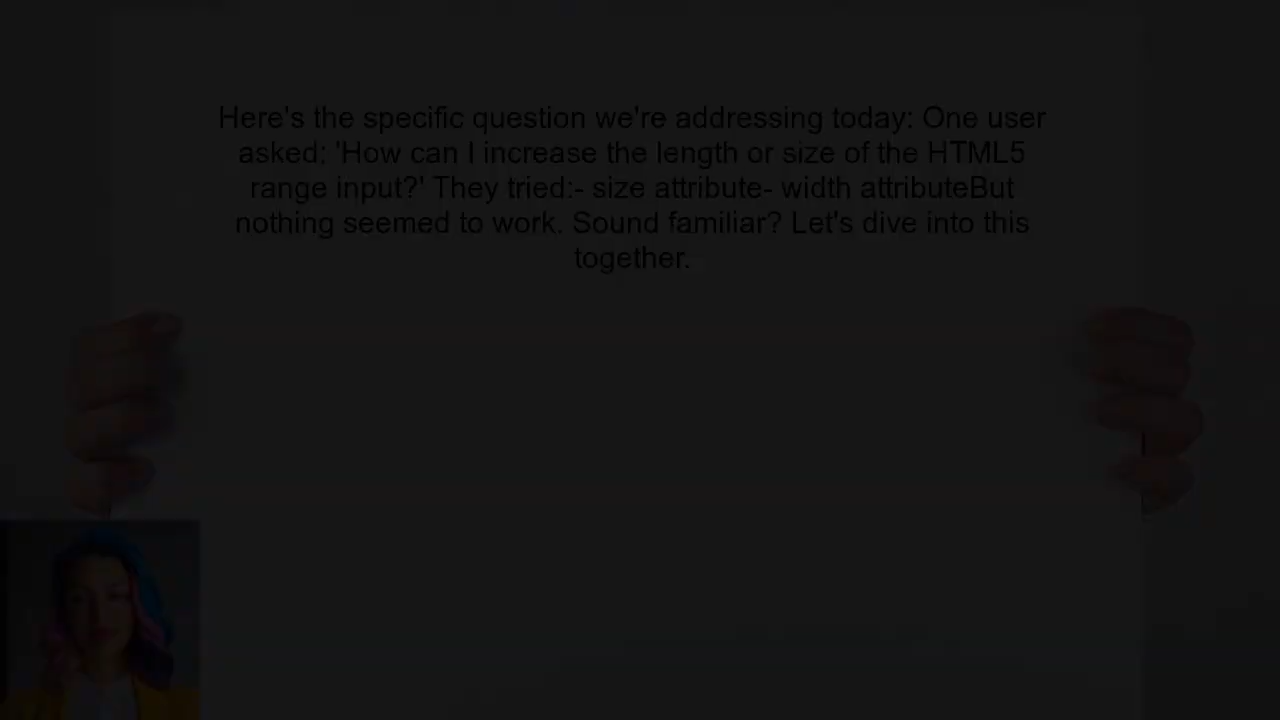 Here's the specific question we're addressing today: One user
asked: 'How can I increase the length or size of the HTML5
range input?' They tried:- size attribute- width attributeBut
nothing seemed to work. Sound familiar? Let's dive into this
together.